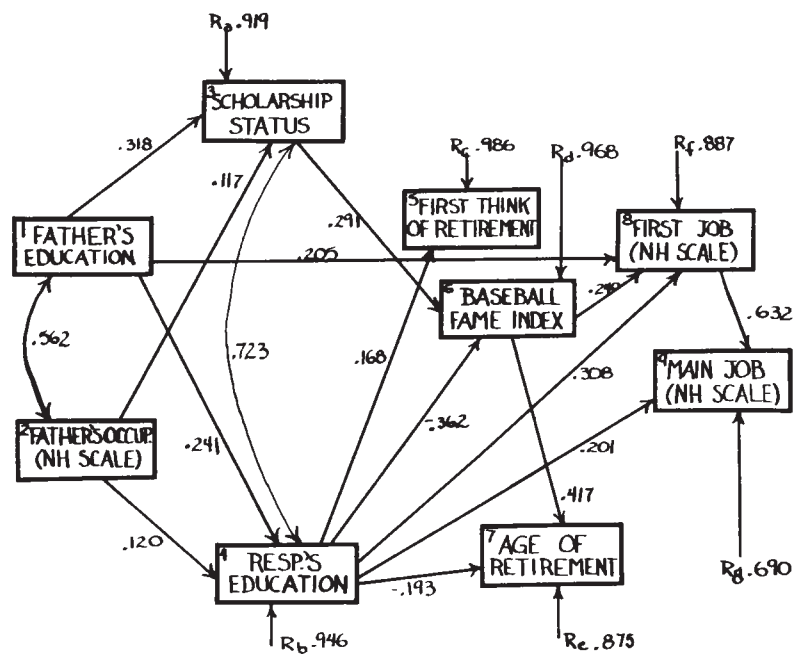 Ra .919
3 SCHOLARSHIP
STATUS
.318
.117
Rc .986
Rd .968
Rf .887
1 FATHER'S
EDUCATION
.291
5 FIRST THINK
OF RETIREMENT
8 FIRST JOB
(NH SCALE)
.205
6 BASEBALL
FAME INDEX
.249
.632
.562
.723
.168
.308
9 MAIN JOB
(NH SCALE)
2 FATHER'S OCCUP.
(NH SCALE)
.241
-.362
.201
.417
.120
4 RESP.'S
EDUCATION
-.193
7 AGE OF
RETIREMENT
Rg .690
Rb .946
Re .875